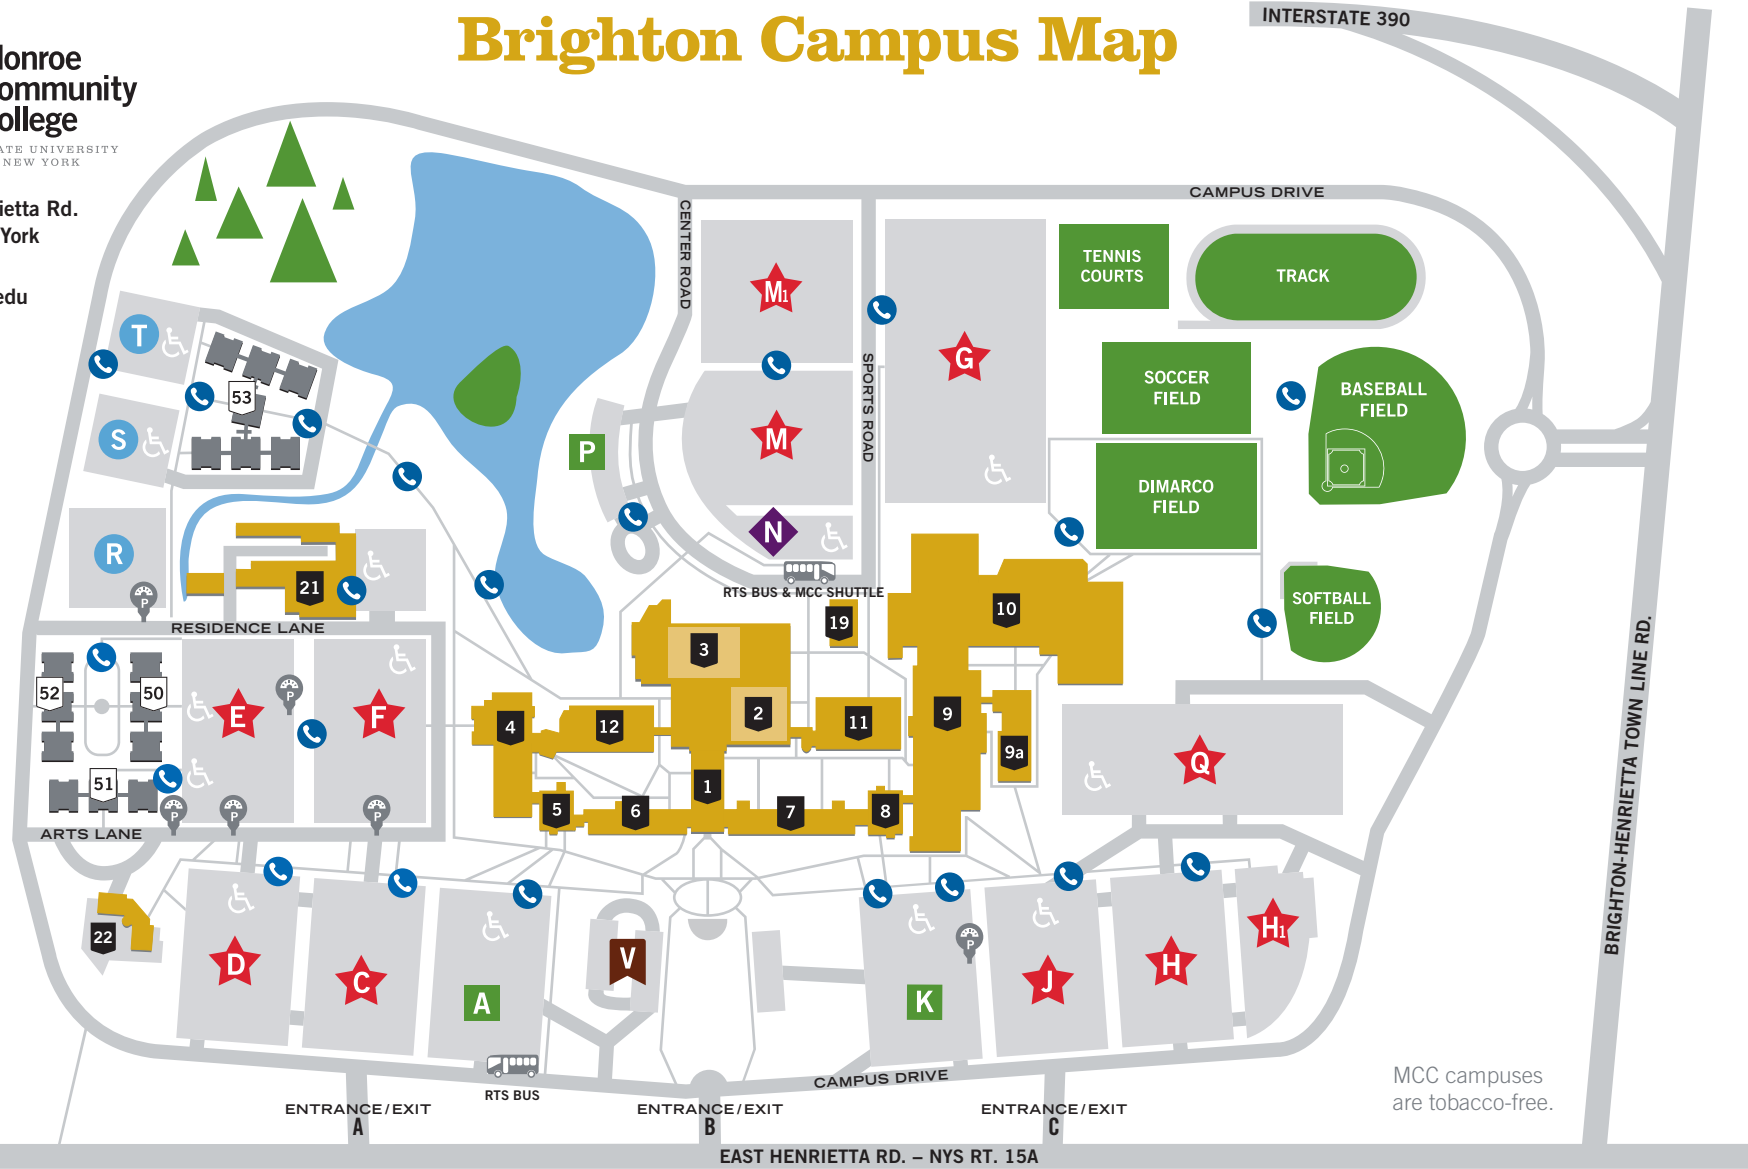 Brighton Campus Map
INTERSTATE 390
onroe
ommunity
ollege
ATE UNIVERSITY
NEW YORK
ietta Rd.
York
edu
CAMPUS DRIVE
CENTER ROAD
SPORTS ROAD
M1
G
TENNIS
COURTS
TRACK
T
53
S
M
P
SOCCER
FIELD
BASEBALL
FIELD
DIMARCO
FIELD
N
R
P
21
RTS BUS & MCC SHUTTLE
19
10
SOFTBALL
FIELD
RESIDENCE LANE
3
52
50
E
P
F
4
12
2
11
9
9a
Q
51
P
P
P
5
6
1
7
8
ARTS LANE
BRIGHTON-HENRIETTA TOWN LINE RD.
22
D
C
A
V
K
P
J
H
H1
RTS BUS
CAMPUS DRIVE
MCC campuses
are tobacco-free.
ENTRANCE/EXIT
A
ENTRANCE/EXIT
B
ENTRANCE/EXIT
C
EAST HENRIETTA RD. – NYS RT. 15A